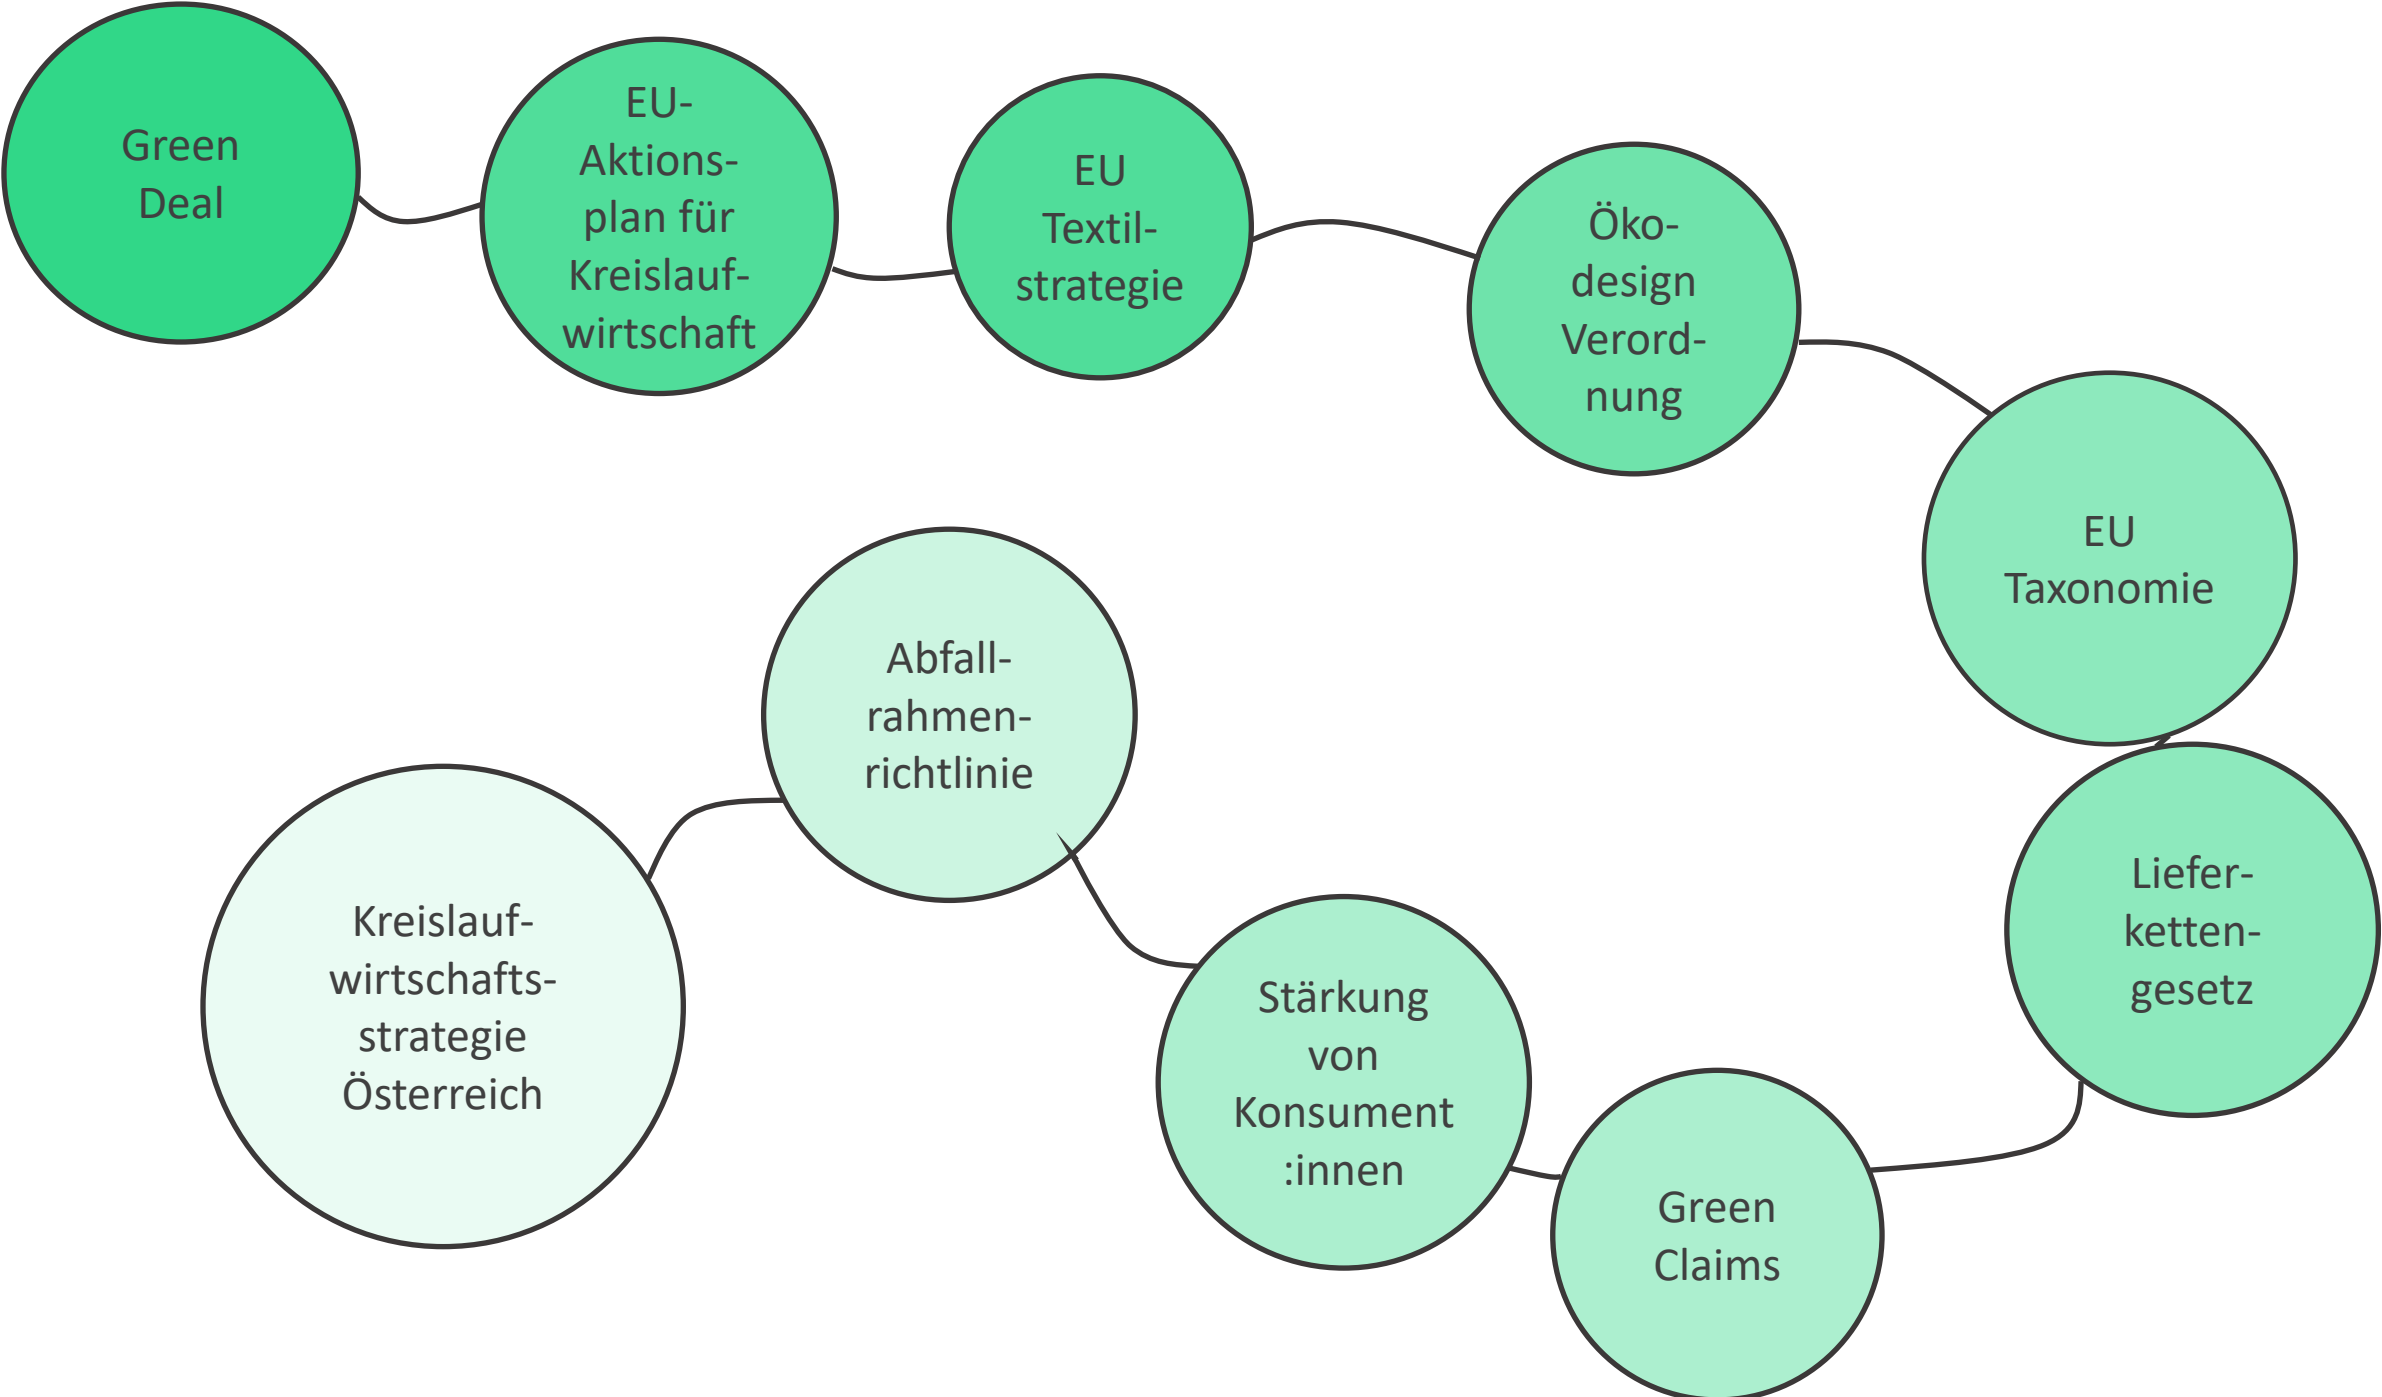 Green
Deal
EU-
Aktions-
plan für
Kreislauf-
wirtschaft
EU
Textil-
strategie
Öko-
design
Verord-
nung
EU
Taxonomie
Liefer-
ketten-
gesetz
Green
Claims
Stärkung
von
Konsument
:innen
Abfall-
rahmen-
richtlinie
Kreislauf-
wirtschafts-
strategie
Österreich